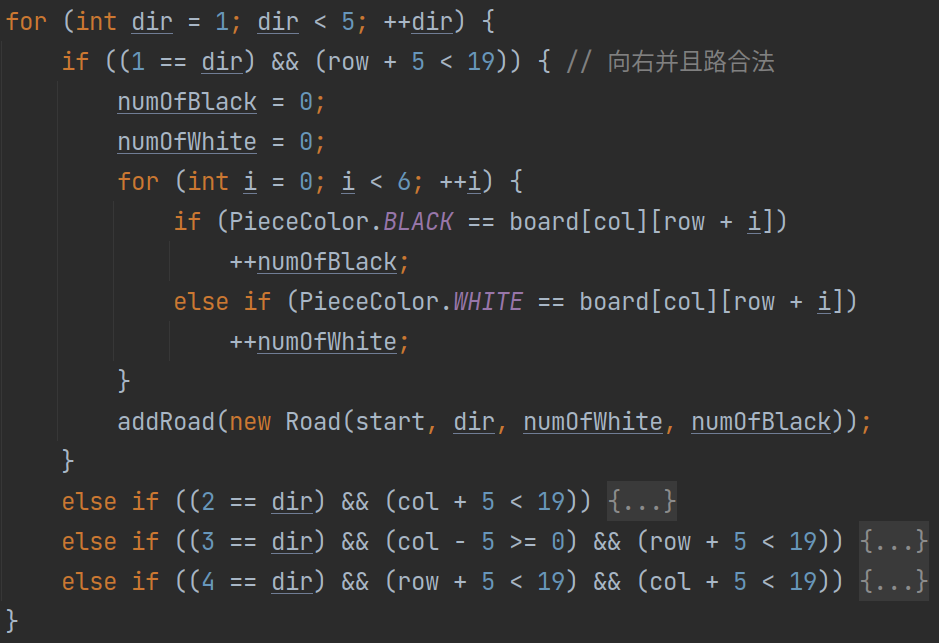 for (int dir = 1; dir < 5; ++dir) {
    if ((1 == dir) && (row + 5 < 19)) { // 向右并且路合法
        numOfBlack = 0;
        numOfWhite = 0;
        for (int i = 0; i < 6; ++i) {
            if (PieceColor.BLACK == board[col][row + i])
                ++numOfBlack;
            else if (PieceColor.WHITE == board[col][row + i])
                ++numOfWhite;
        }
        addRoad(new Road(start, dir, numOfWhite, numOfBlack));
    }
    else if ((2 == dir) && (col + 5 < 19)) {...}
    else if ((3 == dir) && (col - 5 >= 0) && (row + 5 < 19)) {...}
    else if ((4 == dir) && (row + 5 < 19) && (col + 5 < 19)) {...}
}